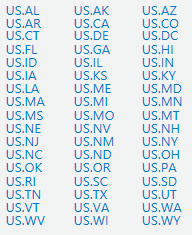 US.AL US.AK US.AZ
US.AR US.CA US.CO
US.CT US.DE US.DC
US.FL US.GA US.HI
US.ID US.IL US.IN
US.IA US.KS US.KY
US.LA US.ME US.MD
US.MA US.MI US.MN
US.MS US.MO US.MT
US.NE US.NV US.NH
US.NJ US.NM US.NY
US.NC US.ND US.OH
US.OK US.OR US.PA
US.RI US.SC US.SD
US.TN US.TX US.UT
US.VT US.VA US.WA
US.WV US.WI US.WY